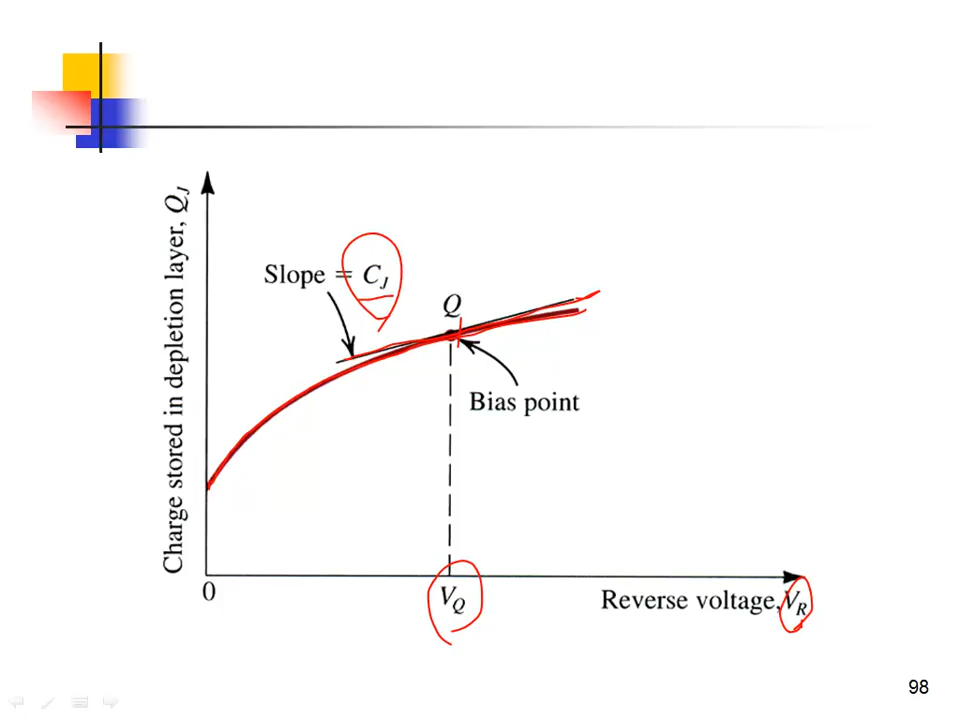 Charge stored in depletion layer, Q_J
Slope = C_J
Q
Bias point
0
V_Q
Reverse voltage, V_R
98